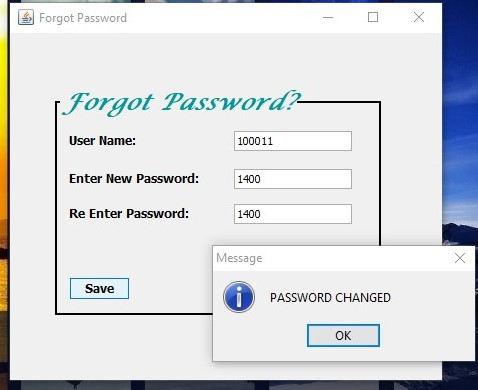 Forgot Password
Forgot Password?
User Name: 100011
Enter New Password: 1400
Re Enter Password: 1400
Save
Message
PASSWORD CHANGED
OK